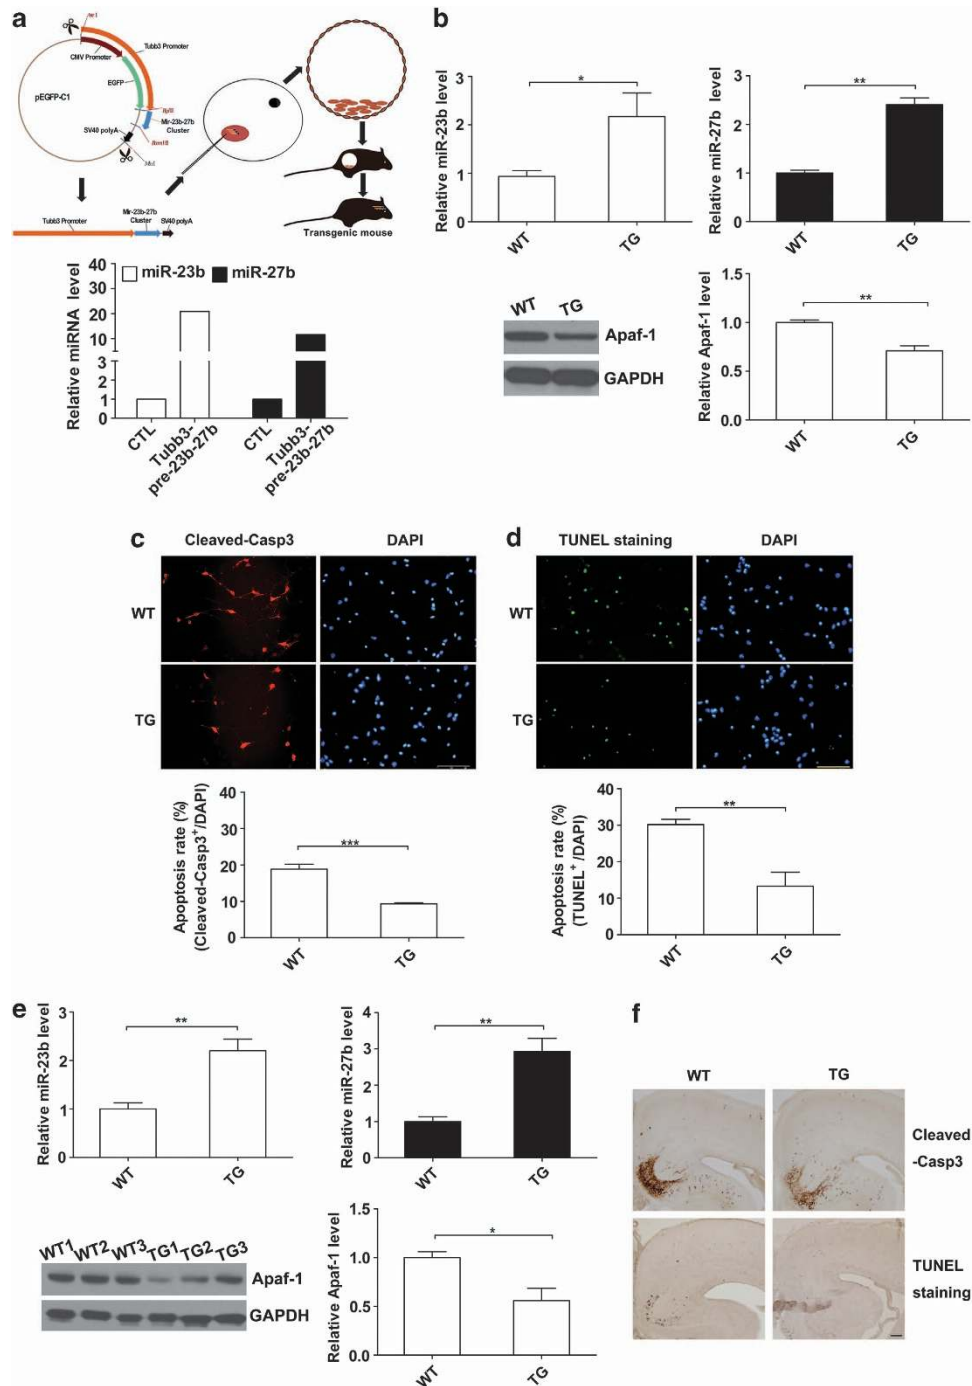 a
Tubb3 Promoter
CMV Promoter
EGFP
pEGFP-C1
Mir-23b-27b
Cluster
SV40 polyA
Tubb3 Promoter
Mir-23b-27b
Cluster
SV40 polyA
Transgenic mouse
Relative miRNA level
40
30
20
10
3
2
1
0
miR-23b
miR-27b
CTL
Tubb3-
pre-23b-27b
CTL
Tubb3-
pre-23b-27b
b
Relative miR-23b level
3
2
1
0
*
WT
TG
Relative miR-27b level
3
2
1
0
**
WT
TG
WT TG
Apaf-1
GAPDH
Relative Apaf-1 level
1.5
1.0
0.5
0.0
**
WT
TG
c
Cleaved-Casp3
DAPI
WT
TG
Apoptosis rate (%)
(Cleaved-Casp3+/DAPI)
40
30
20
10
0
***
WT
TG
d
TUNEL staining
DAPI
WT
TG
Apoptosis rate (%)
(TUNEL+/DAPI)
40
30
20
10
0
**
WT
TG
e
Relative miR-23b level
3
2
1
0
**
WT
TG
Relative miR-27b level
4
3
2
1
0
**
WT
TG
WT1 WT2 WT3 TG1 TG2 TG3
Apaf-1
GAPDH
Relative Apaf-1 level
1.5
1.0
0.5
0.0
*
WT
TG
f
WT
TG
Cleaved
-Casp3
TUNEL
staining